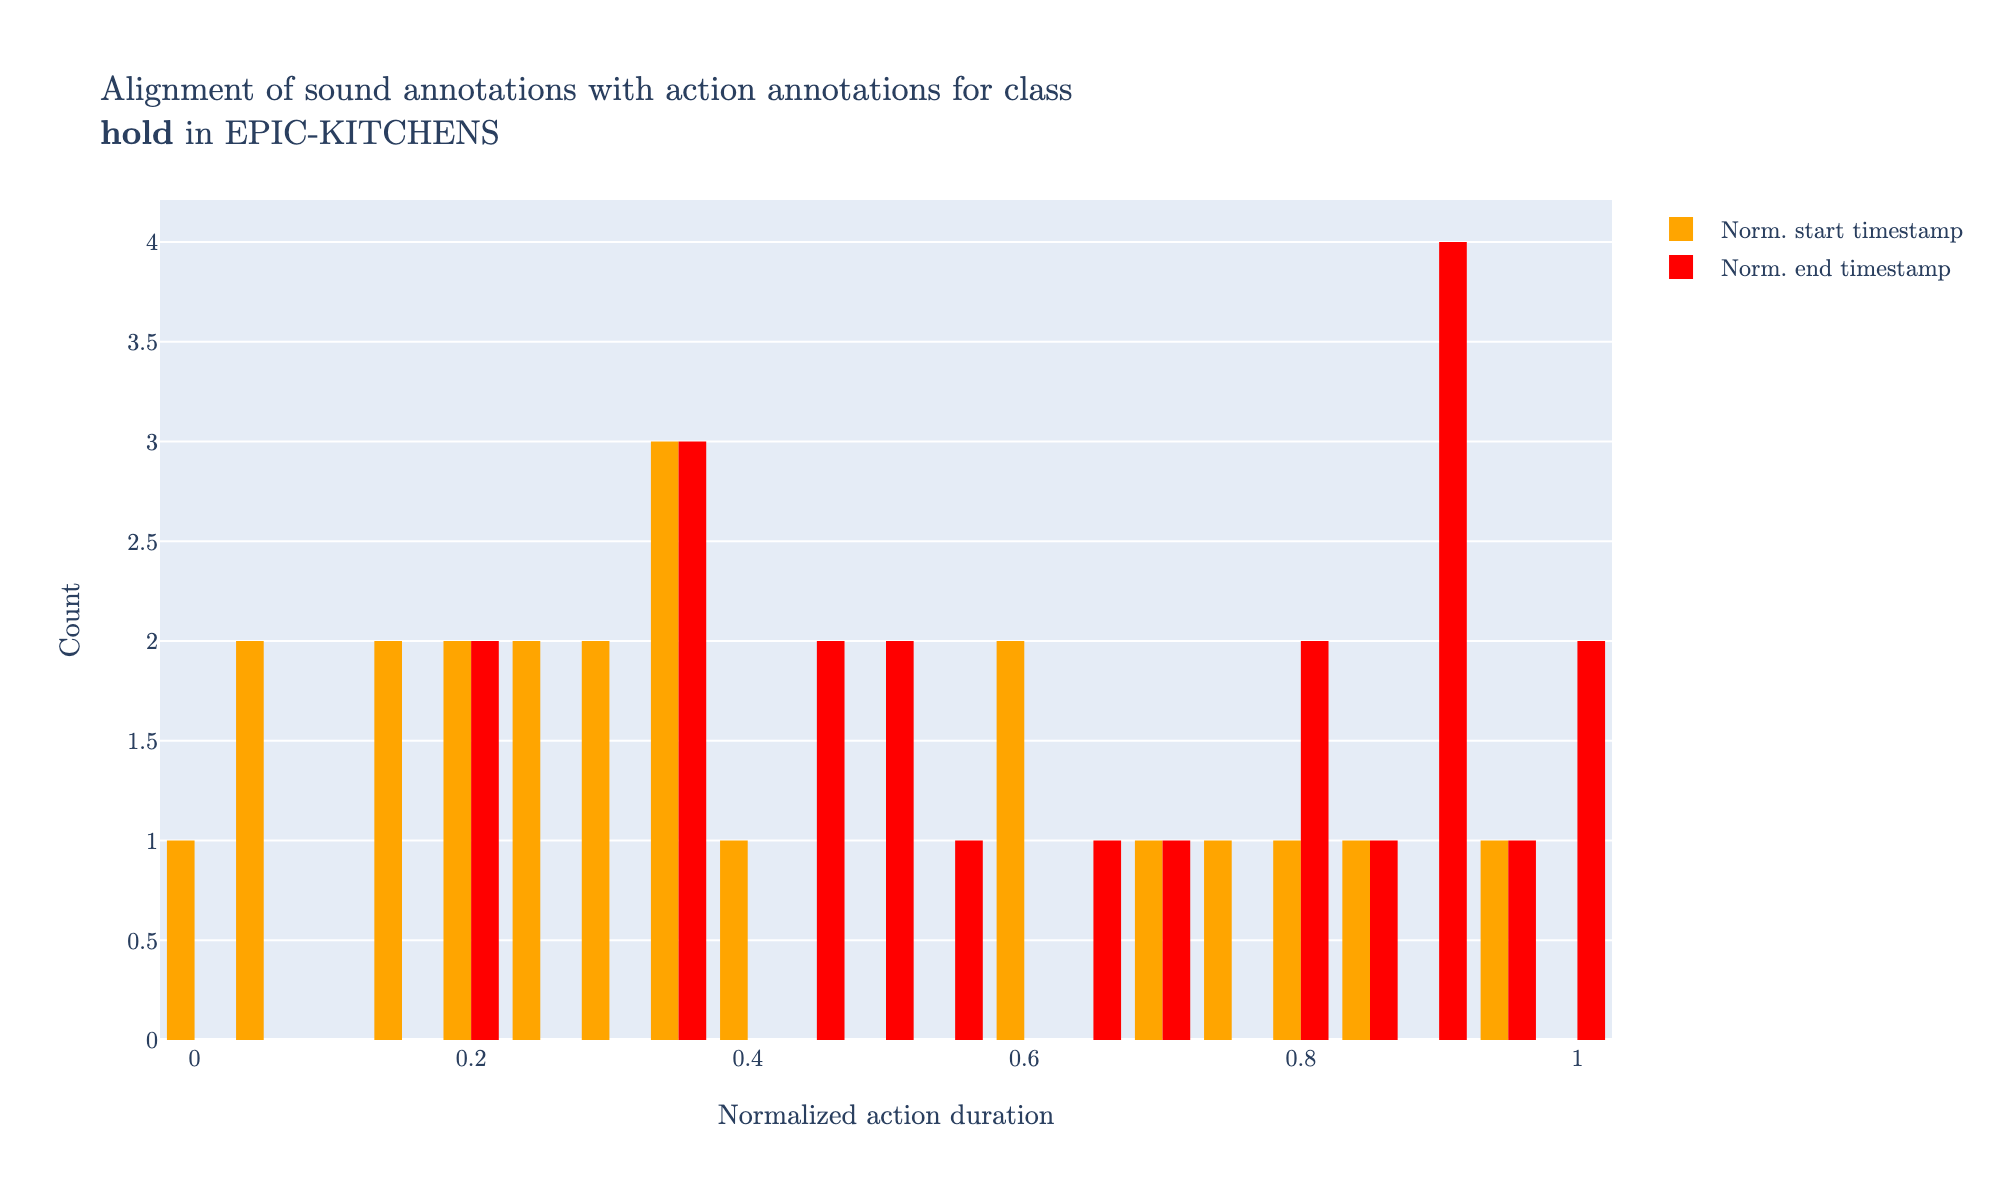 Alignment of sound annotations with action annotations for class
hold in EPIC-KITCHENS
Norm. start timestamp
Norm. end timestamp
4
3.5
3
2.5
2
1.5
1
0.5
0
Count
0 0.2 0.4 0.6 0.8 1
Normalized action duration